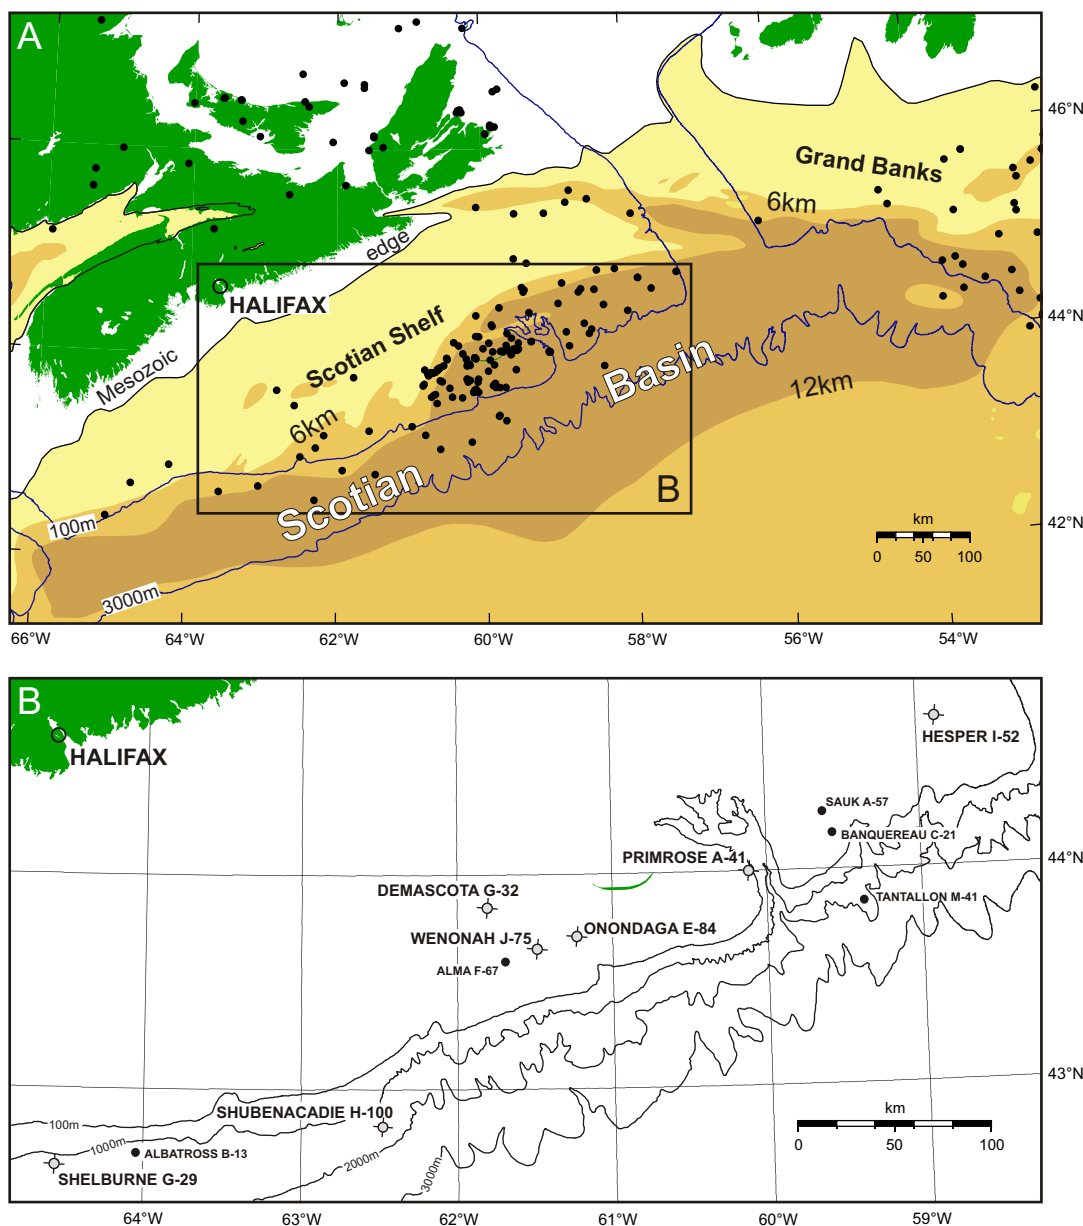 A
Grand Banks
6km
46°N
edge
HALIFAX
Mesozoic
Scotian Shelf
6km
Scotian
Basin
12km
44°N
B
100m
3000m
42°N
km
0 50 100
66°W 64°W 62°W 60°W 58°W 56°W 54°W
B
HALIFAX
HESPER I-52
SAUK A-57
BANQUEREAU C-21
PRIMROSE A-41
44°N
DEMASCOTA G-32
TANTALLON M-41
WENONAH J-75
ONONDAGA E-84
ALMA F-67
43°N
SHUBENACADIE H-100
100m
1000m
ALBATROSS B-13
2000m
3000m
SHELBURNE G-29
km
0 50 100
64°W 63°W 62°W 61°W 60°W 59°W